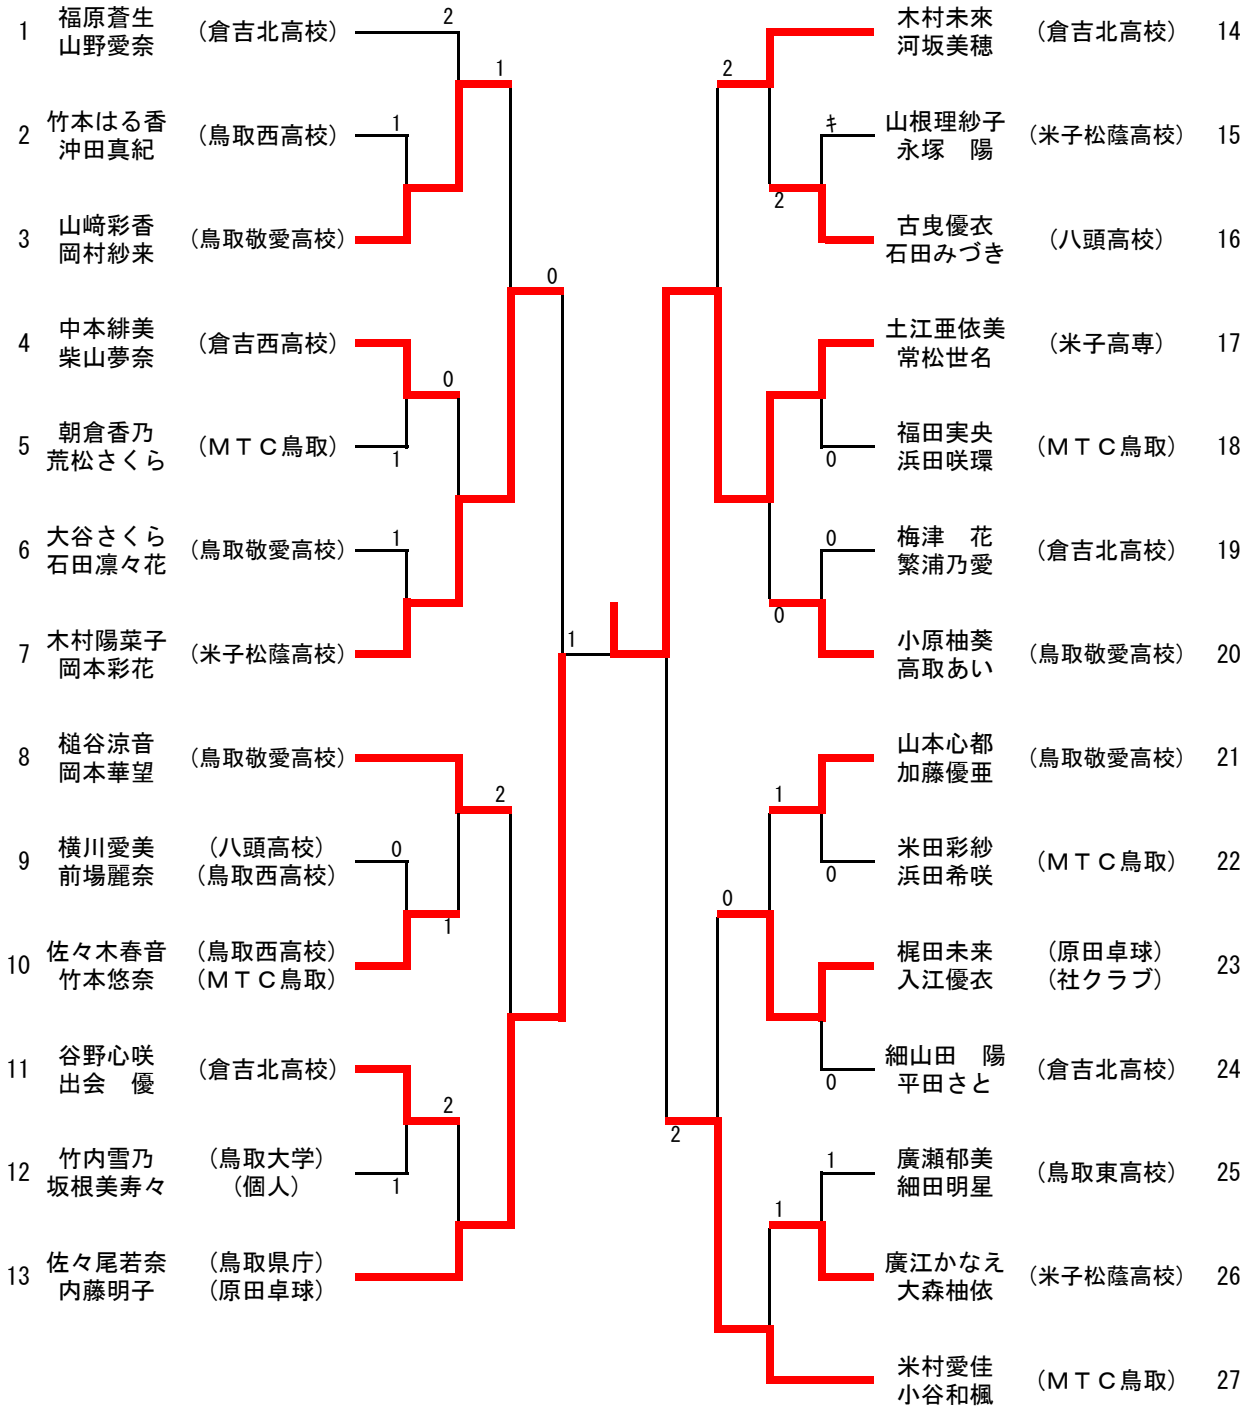 1 福原蒼生 (倉吉北高校) 2
山野愛奈
1
2 竹本はる香 (鳥取西高校) 1
沖田真紀
3 山﨑彩香 (鳥取敬愛高校)
岡村紗来
0
4 中本緋美 (倉吉西高校)
柴山夢奈
0
5 朝倉香乃 (ＭＴＣ鳥取) 1
荒松さくら
6 大谷さくら (鳥取敬愛高校) 1
石田凛々花
7 木村陽菜子 (米子松蔭高校)
岡本彩花
1
8 槌谷涼音 (鳥取敬愛高校)
岡本華望
2
9 横川愛美 (八頭高校) 0
前場麗奈 (鳥取西高校)
1
10 佐々木春音 (鳥取西高校)
竹本悠奈 (ＭＴＣ鳥取)
11 谷野心咲 (倉吉北高校)
出会　優
2
12 竹内雪乃 (鳥取大学) 1
坂根美寿々 (個人)
13 佐々尾若奈 (鳥取県庁)
内藤明子 (原田卓球)
木村未來 (倉吉北高校) 14
河坂美穂
2
キ 山根理紗子 (米子松蔭高校) 15
永塚　陽
2
古曳優衣 (八頭高校) 16
石田みづき
土江亜依美 (米子高専) 17
常松世名
0 福田実央 (ＭＴＣ鳥取) 18
浜田咲環
0 梅津　花 (倉吉北高校) 19
繁浦乃愛
0
小原柚葵 (鳥取敬愛高校) 20
高取あい
山本心都 (鳥取敬愛高校) 21
加藤優亜
1
0 米田彩紗 (ＭＴＣ鳥取) 22
浜田希咲
0
梶田未来 (原田卓球) 23
入江優衣 (社クラブ)
0 細山田　陽 (倉吉北高校) 24
平田さと
2
1 廣瀬郁美 (鳥取東高校) 25
細田明星
1
廣江かなえ (米子松蔭高校) 26
大森柚依
米村愛佳 (ＭＴＣ鳥取) 27
小谷和楓